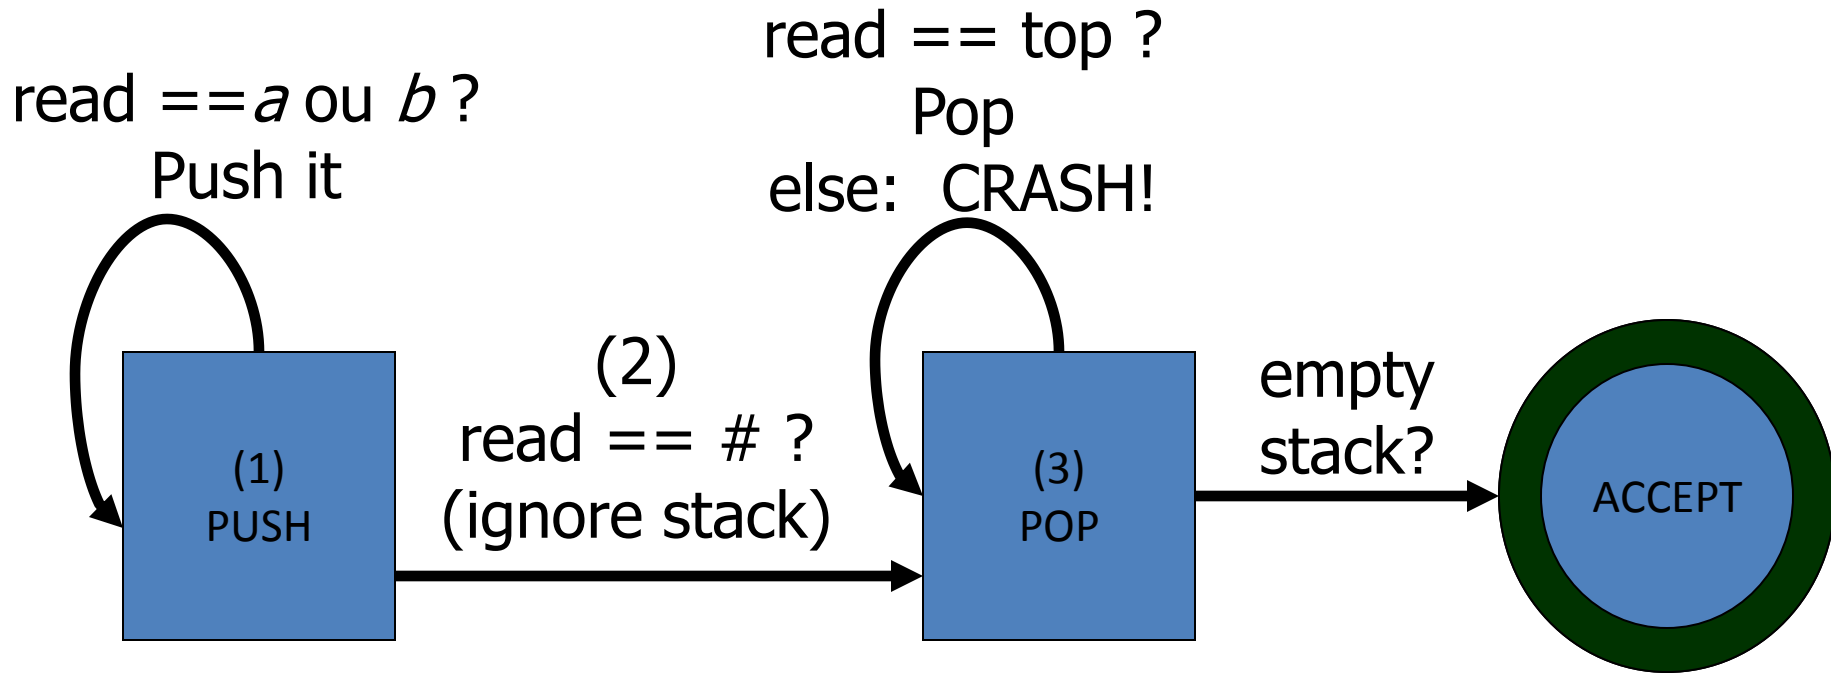 read ==a ou b ?
Push it
read == top ?
Pop
else: CRASH!
(1)
PUSH
(2)
read == # ?
(ignore stack)
(3)
POP
empty
stack?
ACCEPT